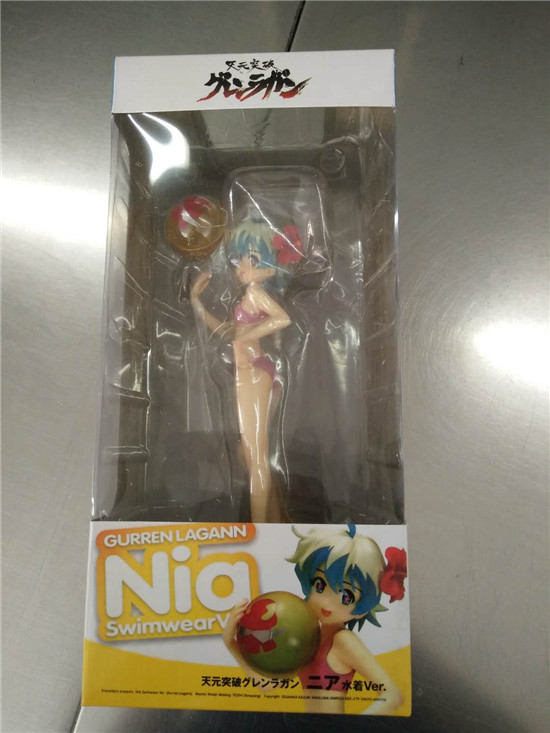 天元突破
グレンラガン
GURREN LAGANN
Nia
SwimwearV
天元突破グレンラガン ニア 水着Ver.